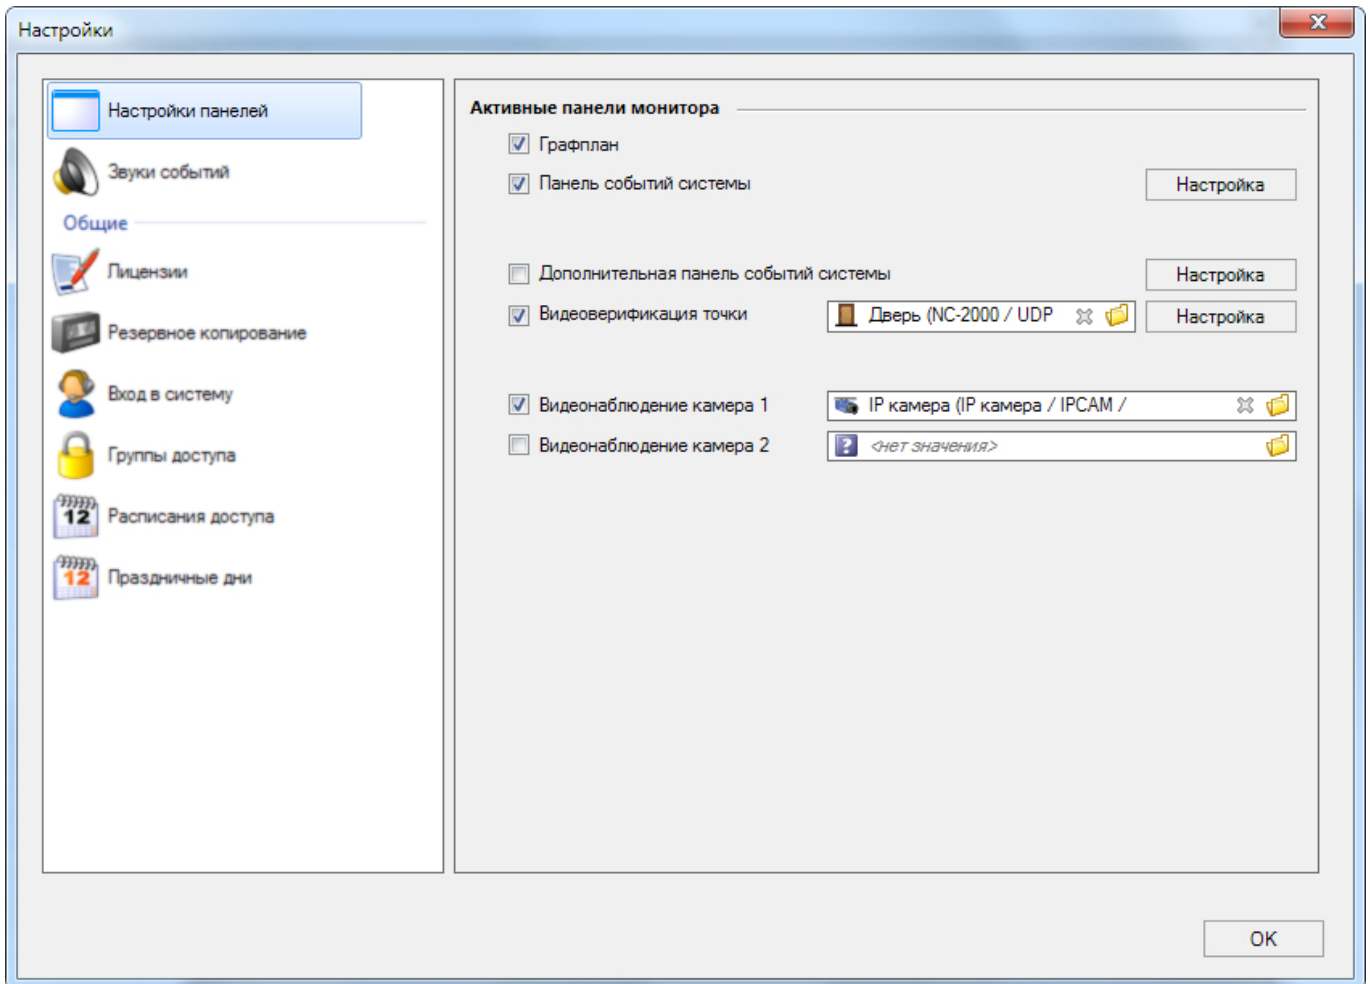 Настройки
Настройки панелей
Звуки событий
Общие
Лицензии
Резервное копирование
Вход в систему
Группы доступа
12
Расписания доступа
12
Праздничные дни
Активные панели монитора
Графплан
Панель событий системы
Настройка
Дополнительная панель событий системы
Настройка
Видеоверификация точки
Дверь (NC-2000 / UDP
Настройка
Видеонаблюдение камера 1
IP камера (IP камера / IPCAM /
Видеонаблюдение камера 2
? <нет значения>
OK